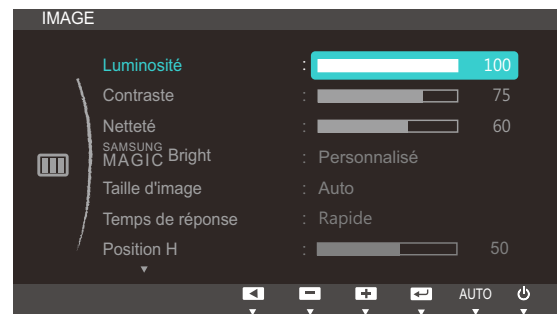 IMAGE
Luminosité : 100
Contraste : 75
Netteté : 60
SAMSUNG
MAGIC Bright : Personnalisé
Taille d'image : Auto
Temps de réponse : Rapide
Position H : 50
AUTO